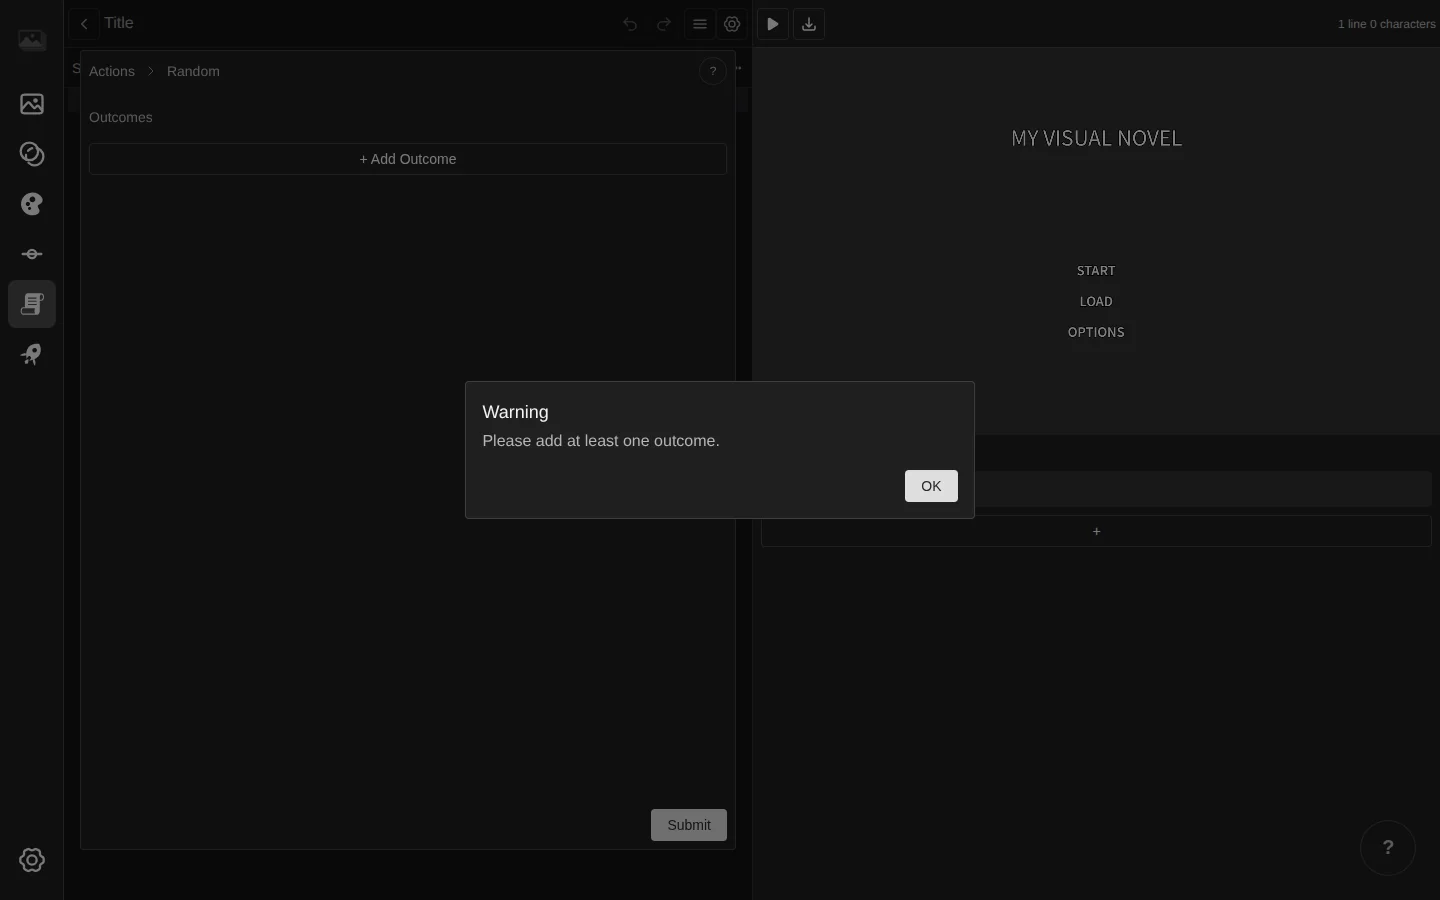 Title
1 line 0 characters
S
Actions > Random
?
Outcomes
+ Add Outcome
MY VISUAL NOVEL
START
LOAD
OPTIONS
Warning
Please add at least one outcome.
OK
+
Submit
?